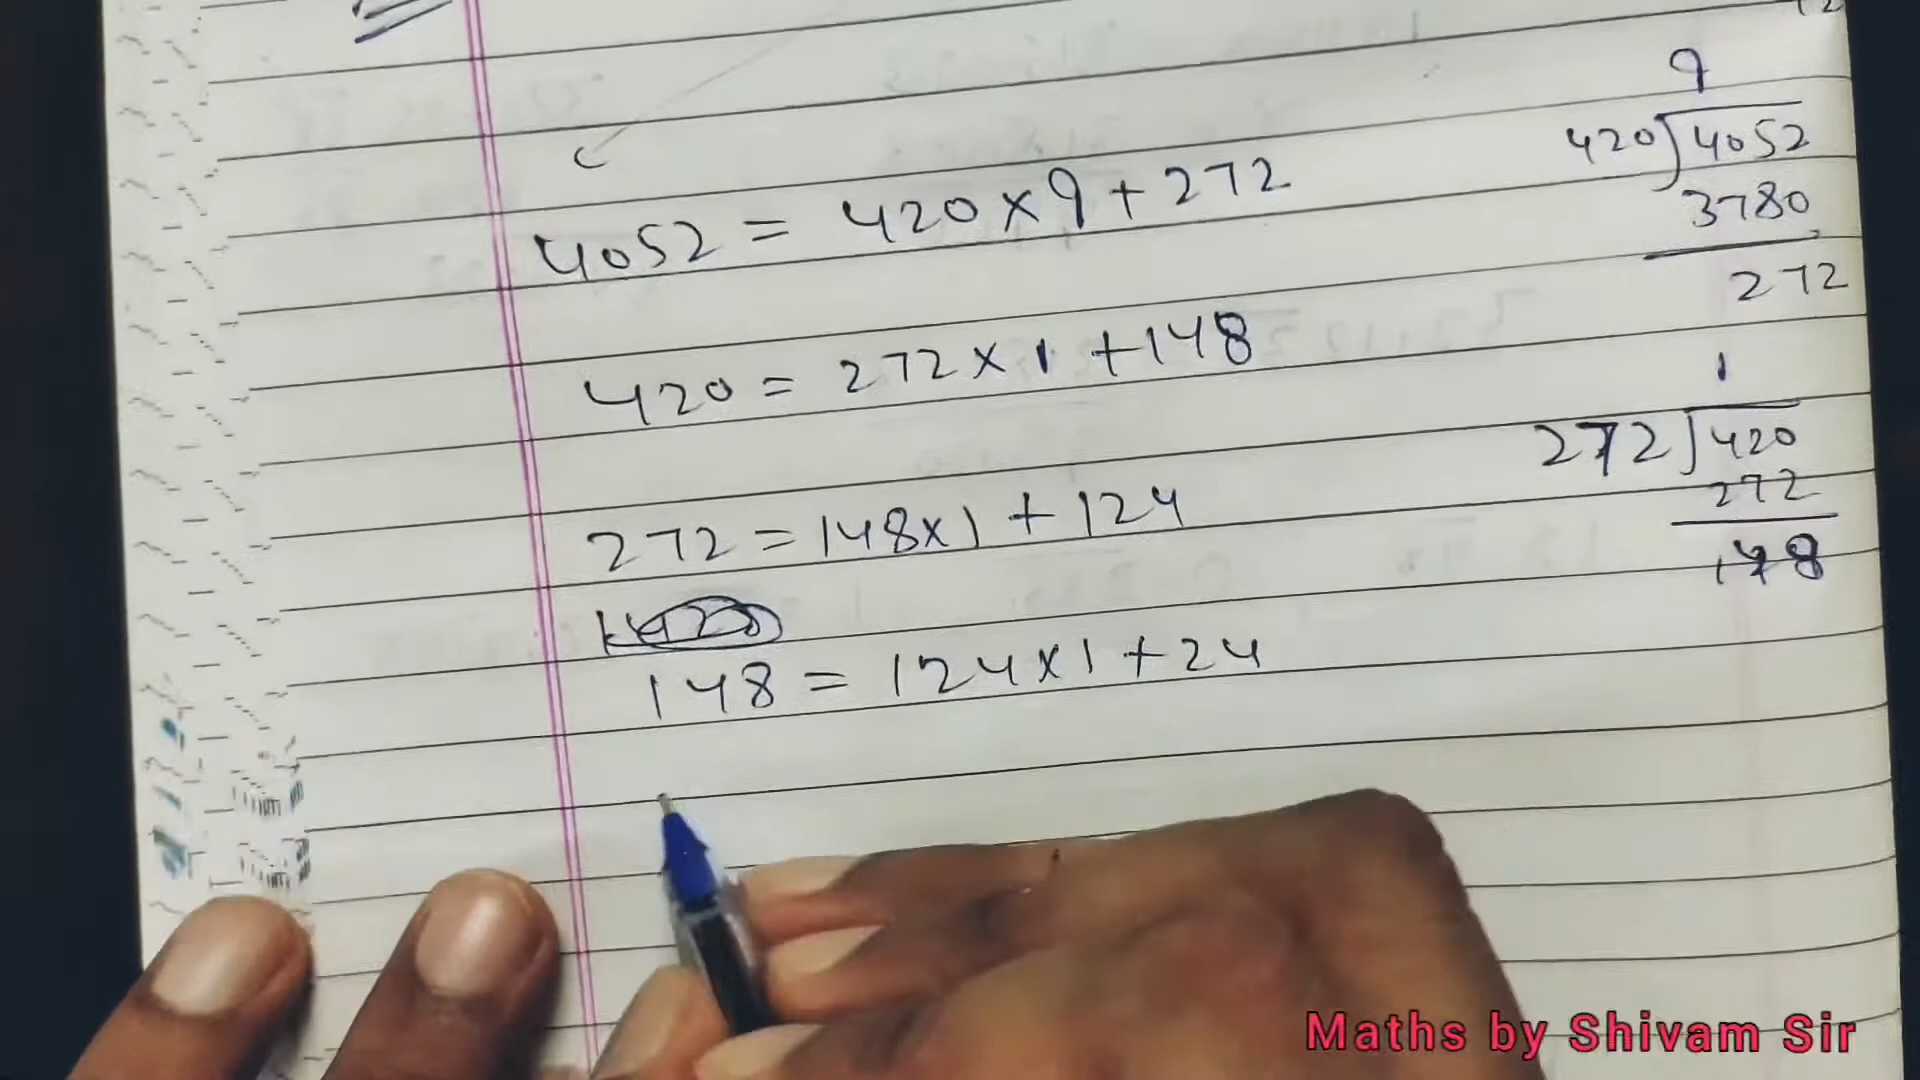 4052 = 420 × 9 + 272
420 = 272 × 1 + 148
272 = 148 × 1 + 124
148 = 124 × 1 + 24
9
420)4052
3780
272
1
272)420
272
148
Maths by Shivam Sir